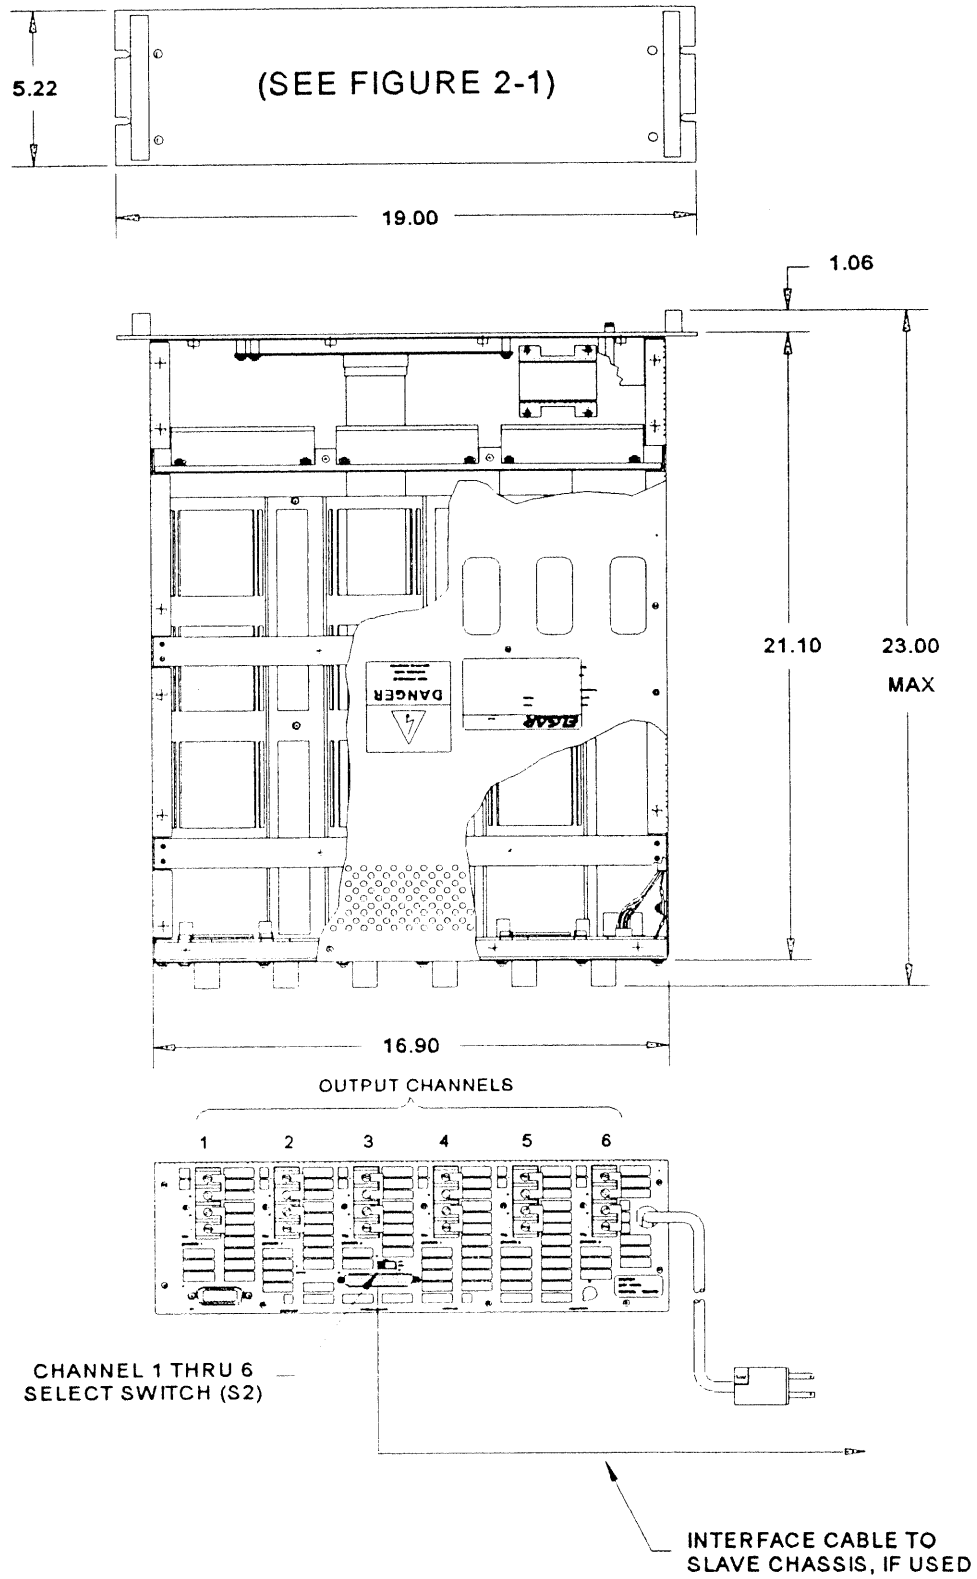 5.22
(SEE FIGURE 2-1)
19.00
1.06
21.10
23.00
MAX
DANGER
ELGAR
16.90
OUTPUT CHANNELS
1 2 3 4 5 6
CHANNEL 1 THRU 6
SELECT SWITCH (S2)
INTERFACE CABLE TO
SLAVE CHASSIS, IF USED